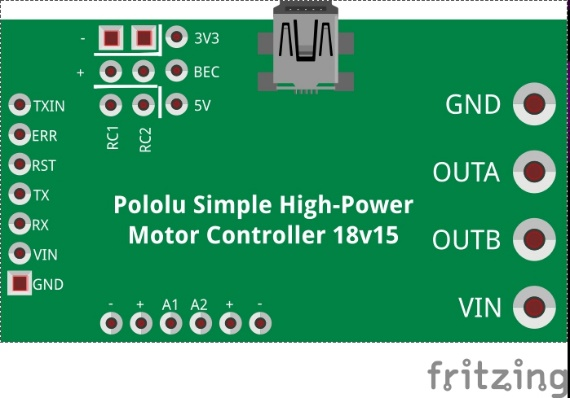 - 3V3
+ BEC
5V
RC1 RC2
TXIN
ERR
RST
TX
RX
VIN
GND
Pololu Simple High-Power
Motor Controller 18v15
- + A1 A2 + -
GND
OUTA
OUTB
VIN
fritzing